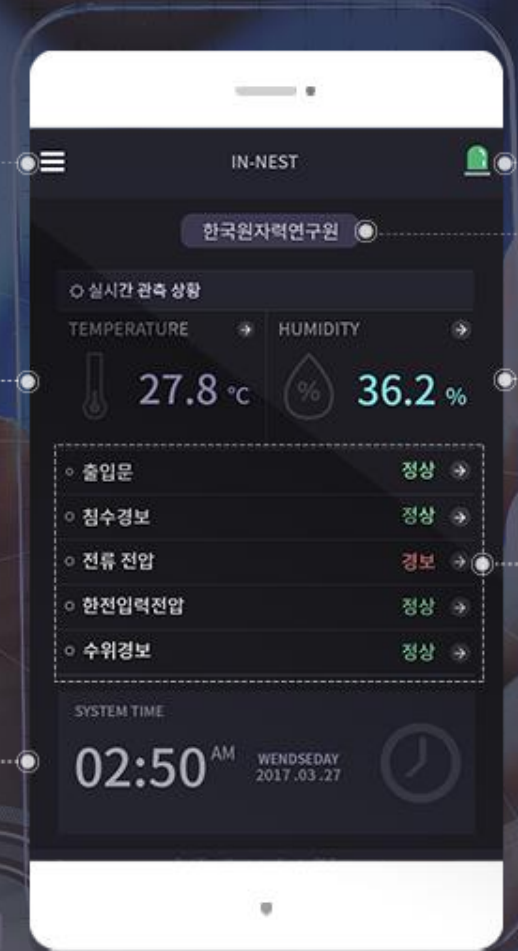 IN-NEST
한국원자력연구원
실시간 관측 상황
TEMPERATURE HUMIDITY
27.8 °C % 36.2 %
출입문 정상
침수경보 정상
전류 전압 경보
한전입력전압 정상
수위경보 정상
SYSTEM TIME
02:50 AM WENDSEDAY
2017.03.27